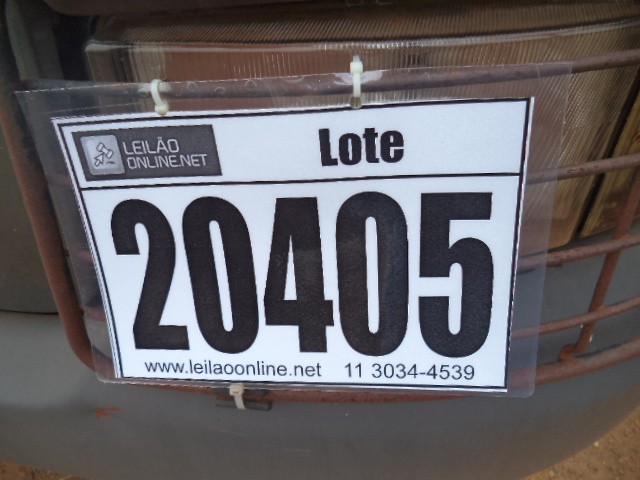 LEILÃO
ONLINE.NET
Lote
20405
www.leilaoonline.net 11 3034-4539